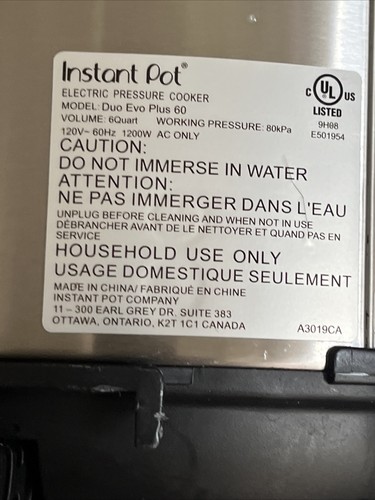 Instant Pot®
ELECTRIC PRESSURE COOKER
MODEL: Duo Evo Plus 60
VOLUME: 6Quart WORKING PRESSURE: 80kPa
120V~ 60Hz 1200W AC ONLY
C UL US
LISTED
9H08
E501954
CAUTION:
DO NOT IMMERSE IN WATER
ATTENTION:
NE PAS IMMERGER DANS L'EAU
UNPLUG BEFORE CLEANING AND WHEN NOT IN USE
DÉBRANCHER AVANT DE LE NETTOYER ET QUAND PAS EN
SERVICE
HOUSEHOLD USE ONLY
USAGE DOMESTIQUE SEULEMENT
MADE IN CHINA/ FABRIQUÉ EN CHINE
INSTANT POT COMPANY
11 – 300 EARL GREY DR. SUITE 383
OTTAWA, ONTARIO, K2T 1C1 CANADA
A3019CA